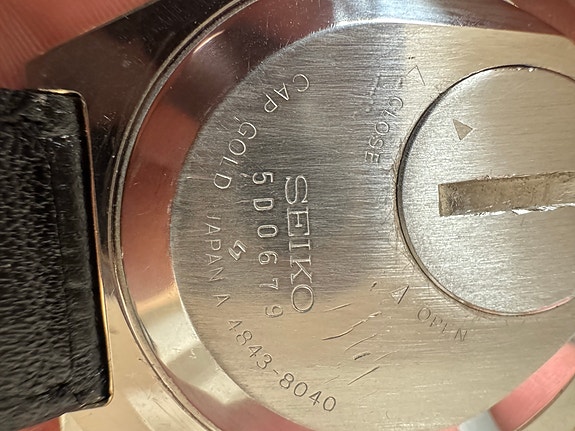 SEIKO
5D0679
CAP GOLD JAPAN A 4843-8040
CLOSE
OPEN